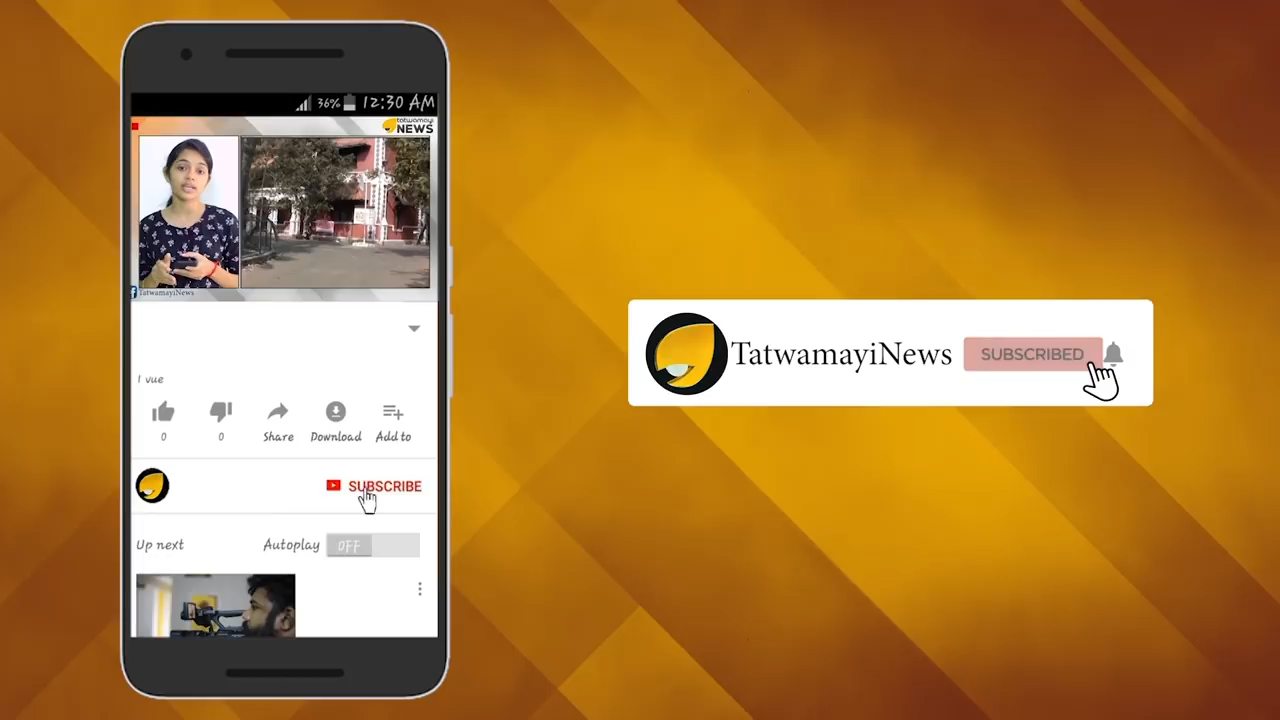 36% 12:30 AM
tatwamayi
NEWS
TatwamayiNews
1 vue
0 0 Share Download Add to
SUBSCRIBE
Up next Autoplay OFF
TatwamayiNews SUBSCRIBED